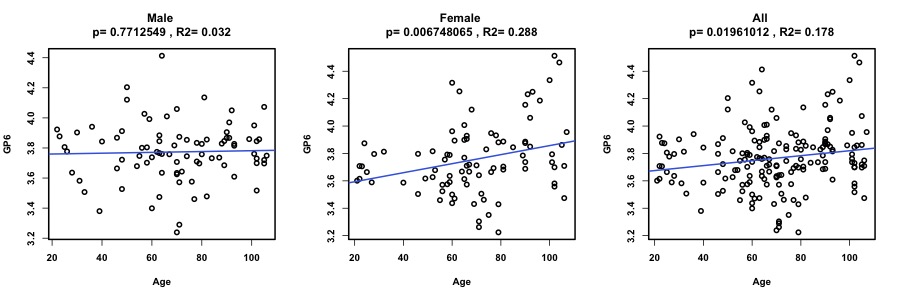 Male
p= 0.7712549 , R2= 0.032
GP6
4.4
4.2
4.0
3.8
3.6
3.4
3.2
20 40 60 80 100
Age
Female
p= 0.006748065 , R2= 0.288
GP6
4.4
4.2
4.0
3.8
3.6
3.4
3.2
20 40 60 80 100
Age
All
p= 0.01961012 , R2= 0.178
GP6
4.4
4.2
4.0
3.8
3.6
3.4
3.2
20 40 60 80 100
Age